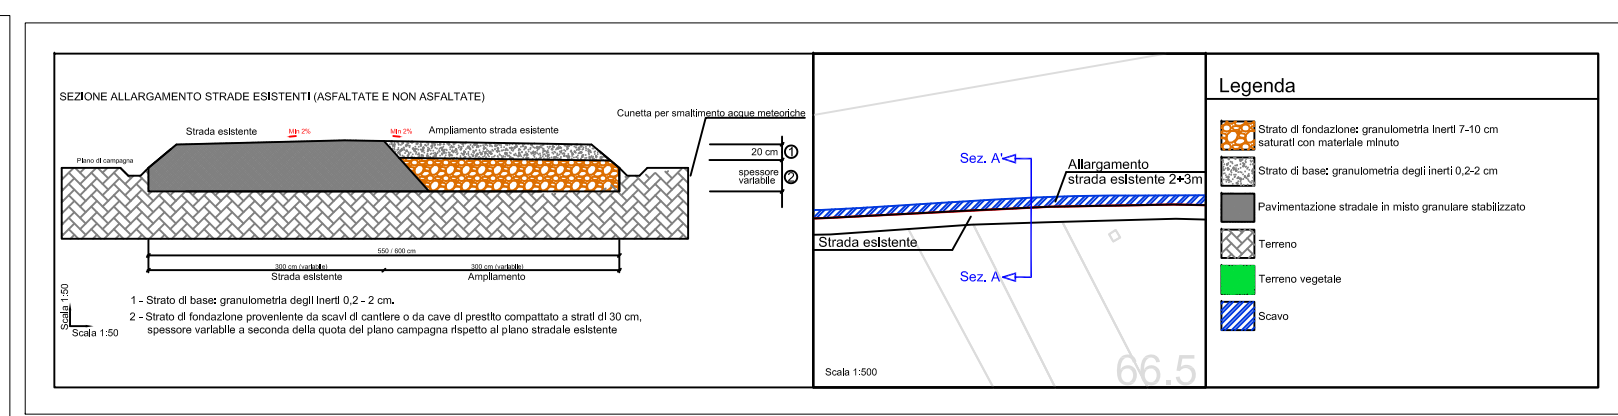 SEZIONE ALLARGAMENTO STRADE ESISTENTI (ASFALTATE E NON ASFALTATE)
Cunetta per smaltimento acque meteoriche
Strada esistente
Min 2%
Min 2%
Ampliamento strada esistente
Plano di campagna
20 cm
1
spessore
variabile
2
550 / 600 cm
300 cm (variabile)
300 cm (variabile)
Strada esistente
Ampliamento
Scala 1:50
Scala 1:50
1 - Strato di base: granulometria degli inerti 0,2 - 2 cm.
2 - Strato di fondazione proveniente da scavi di cantiere o da cave di prestito compattato a strati di 30 cm,
spessore variabile a seconda della quota del piano campagna rispetto al piano stradale esistente
Sez. A'
Allargamento
strada esistente 2÷3m
Strada esistente
Sez. A
66.5
Scala 1:500
Legenda
Strato di fondazione: granulometria inerti 7-10 cm
saturati con materiale minuto
Strato di base: granulometria degli inerti 0,2-2 cm
Pavimentazione stradale in misto granulare stabilizzato
Terreno
Terreno vegetale
Scavo